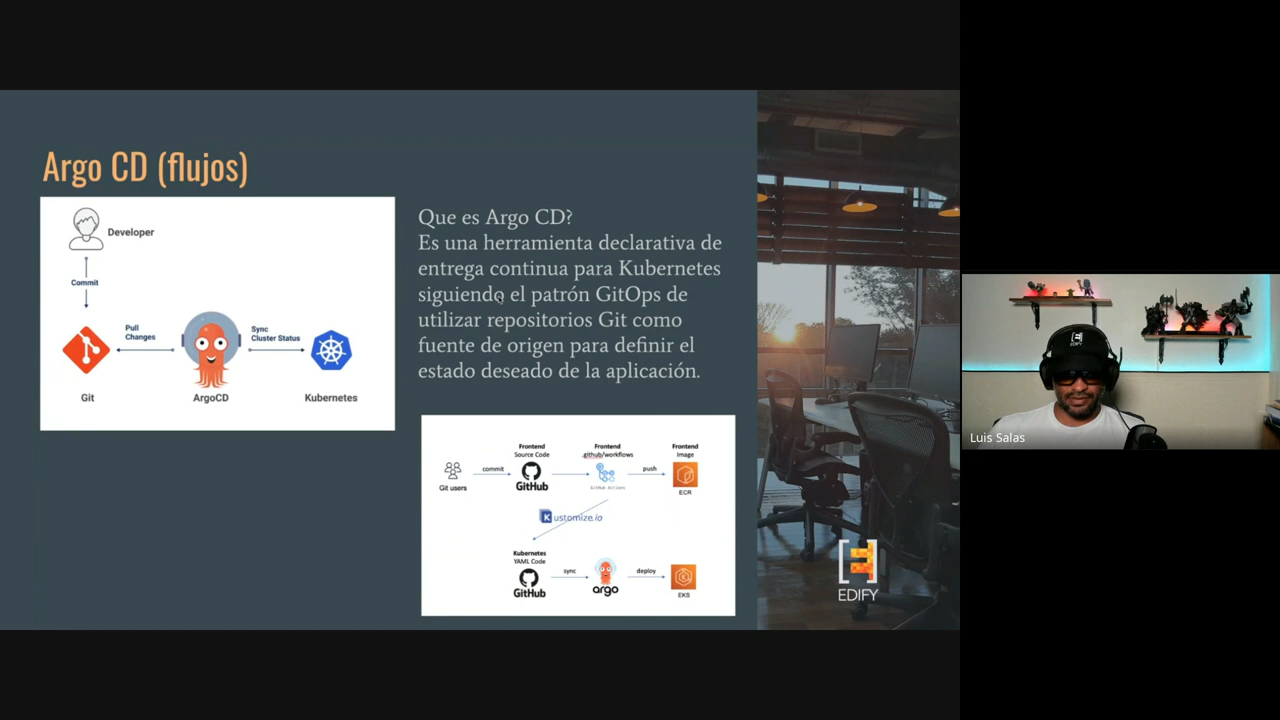 Argo CD (flujos)
Developer
Commit
Pull
Changes
Sync
Cluster Status
Git
ArgoCD
Kubernetes
Que es Argo CD?
Es una herramienta declarativa de
entrega continua para Kubernetes
siguiendo el patrón GitOps de
utilizar repositorios Git como
fuente de origen para definir el
estado deseado de la aplicación.
Frontend
Source Code
Frontend
.github/workflows
Frontend
Image
Git users
commit
GitHub
GitHub Actions
push
ECR
Kustomize.io
Kubernetes
YAML Code
GitHub
sync
argo
deploy
EKS
EDIFY
EDIFY
Luis Salas